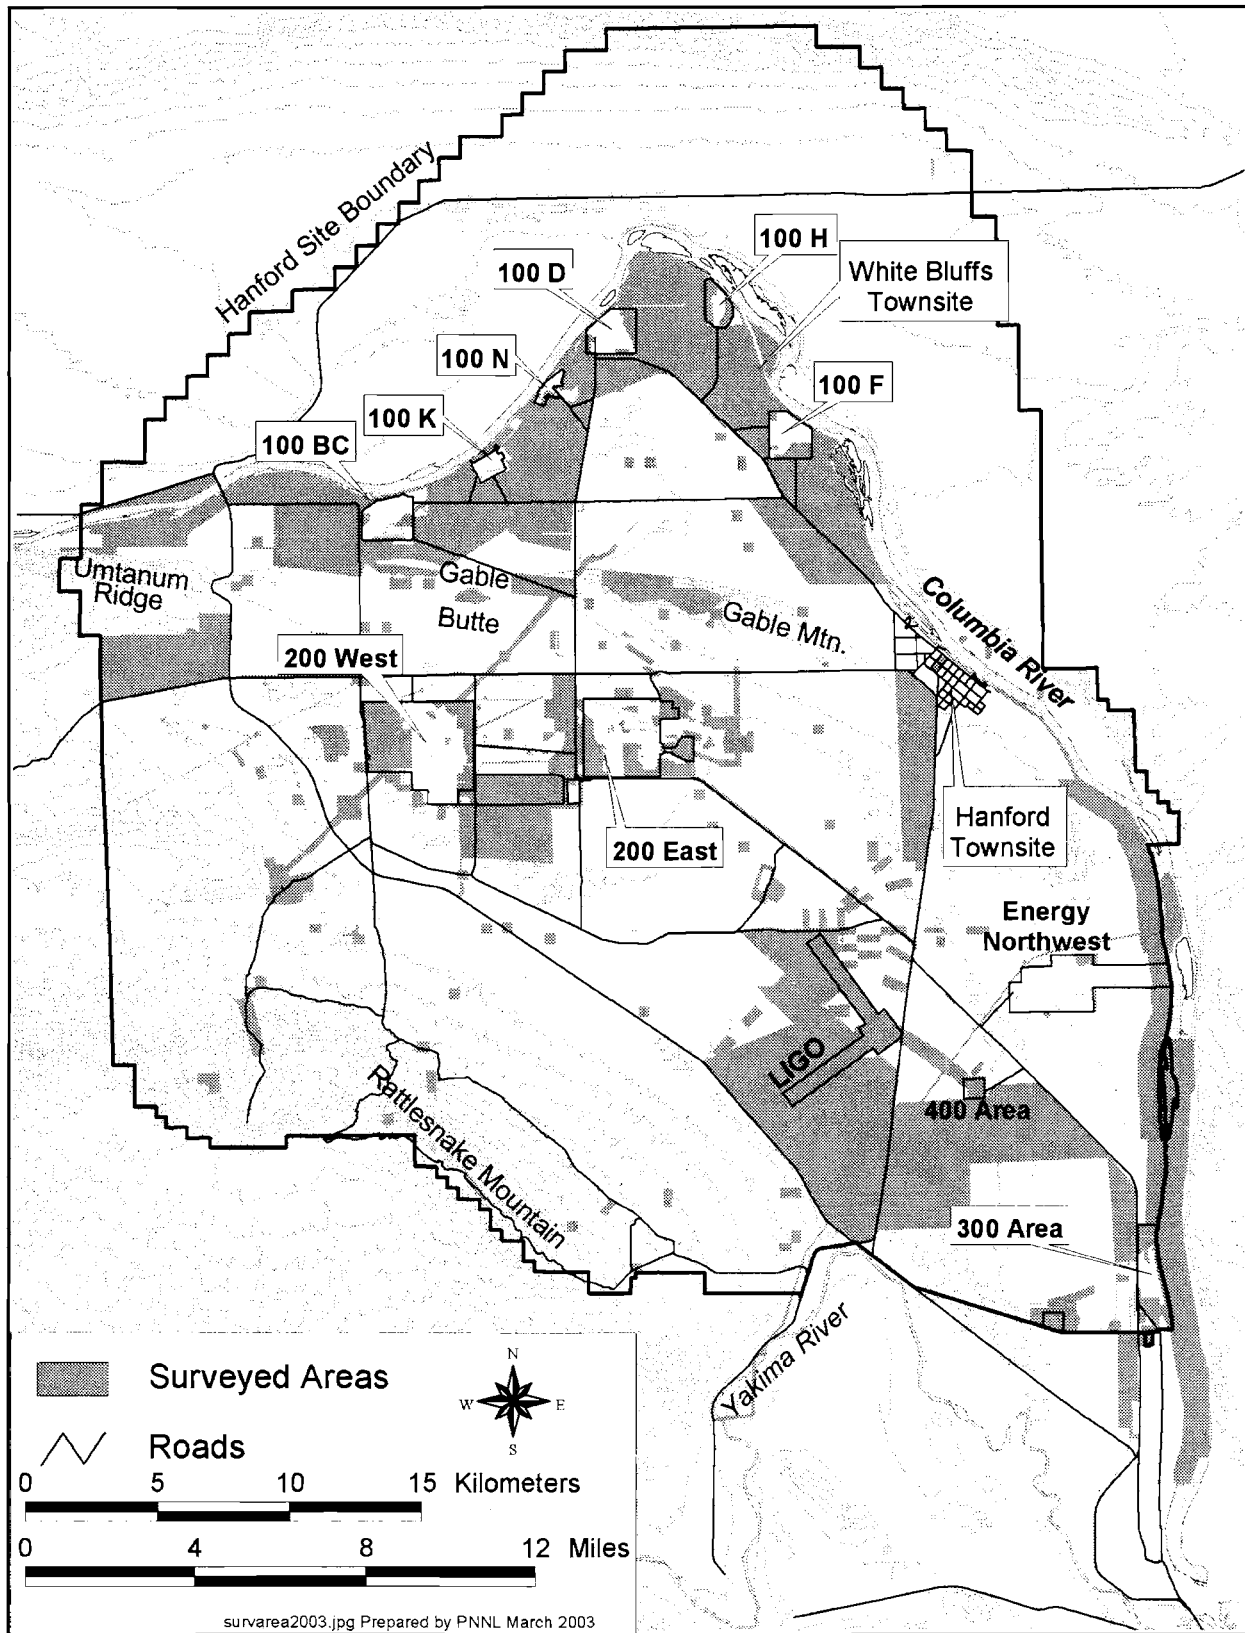 Hanford Site Boundary
100 H
100 D
White Bluffs
Townsite
100 N
100 F
100 K
100 BC
Umtanum
Ridge
Gable
Butte
Gable Mtn.
Columbia River
200 West
200 East
Hanford
Townsite
Energy
Northwest
LIGO
400 Area
Rattlesnake Mountain
300 Area
Yakima River
Surveyed Areas
Roads
N
W
E
S
0 5 10 15 Kilometers
0 4 8 12 Miles
survarea2003.jpg Prepared by PNNL March 2003